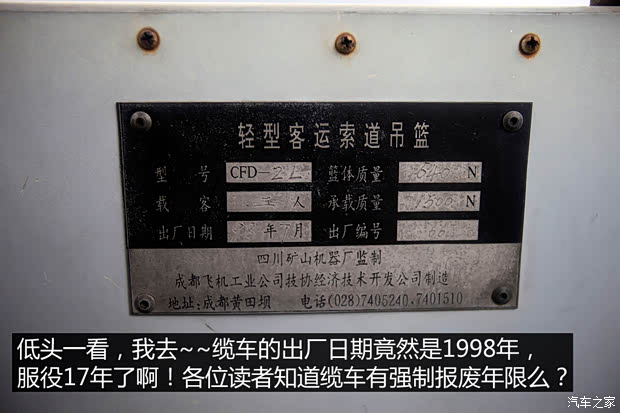 轻型客运索道吊篮
型 号 CFD-2L 篮体质量 540 N
载 客 二人 承载质量 1500 N
出厂日期 年 月 出厂编号
四川矿山机器厂监制
成都飞机工业公司技协经济技术开发公司制造
地址:成都黄田坝 电话(028)7405240.7401510
低头一看，我去~~缆车的出厂日期竟然是1998年，
服役17年了啊！各位读者知道缆车有强制报废年限么？
汽车之家